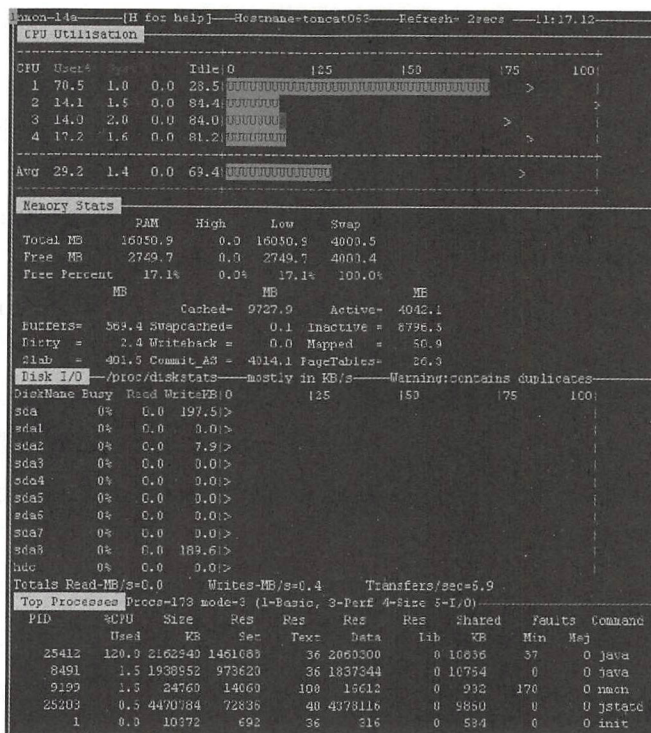 nmon-14a [H for help] Hostname=tomcat063 Refresh= 2secs 11:17.12
CPU Utilisation
CPU User% Sys% Idle|0 |25 |50 |75 100|
1 70.5 1.0 0.0 28.5|UUUUUUUUUUUUUUUUUUUUUUUUUUUUUUUUUUU >
2 14.1 1.5 0.0 84.4|UUUUUUU >
3 14.0 2.0 0.0 84.0|UUUUUUU >
4 17.2 1.6 0.0 81.2|UUUUUUUU >
Avg 29.2 1.4 0.0 69.4|UUUUUUUUUUUUUU >
Memory Stats
RAM High Low Swap
Total MB 16050.9 0.0 16050.9 4000.5
Free MB 2749.7 0.0 2749.7 4000.4
Free Percent 17.1% 0.0% 17.1% 100.0%
MB MB MB
Cached= 9727.9 Active= 4042.1
Buffers= 569.4 Swapcached= 0.1 Inactive = 8796.5
Dirty = 2.4 Writeback = 0.0 Mapped = 50.9
Slab = 401.5 Commit_AS = 4014.1 PageTables= 26.3
Disk I/O /proc/diskstats mostly in KB/s Warning:contains duplicates
DiskName Busy Read WriteKB|0 |25 |50 |75 100|
sda 0% 0.0 197.5|>
sda1 0% 0.0 0.0|>
sda2 0% 0.0 7.9|>
sda3 0% 0.0 0.0|>
sda4 0% 0.0 0.0|>
sda5 0% 0.0 0.0|>
sda6 0% 0.0 0.0|>
sda7 0% 0.0 0.0|>
sda8 0% 0.0 189.6|>
hdc 0% 0.0 0.0|>
Totals Read-MB/s=0.0 Writes-MB/s=0.4 Transfers/sec=6.9
Top Processes Procs=173 mode=3 (1=Basic, 3=Perf 4=Size 5=I/O)
PID %CPU Size Res Res Res Res Shared Faults Command
Used KB Set Text Data Lib KB Min Maj
25412 120.0 2162940 1461088 36 2060300 0 10836 37 0 java
8491 1.5 1938952 973620 36 1837344 0 10764 0 0 java
9199 1.5 24760 14060 108 16612 0 932 170 0 nmon
25203 0.5 4470784 72836 40 4378116 0 9860 0 0 jstatd
1 0.0 10372 692 36 316 0 584 0 0 init